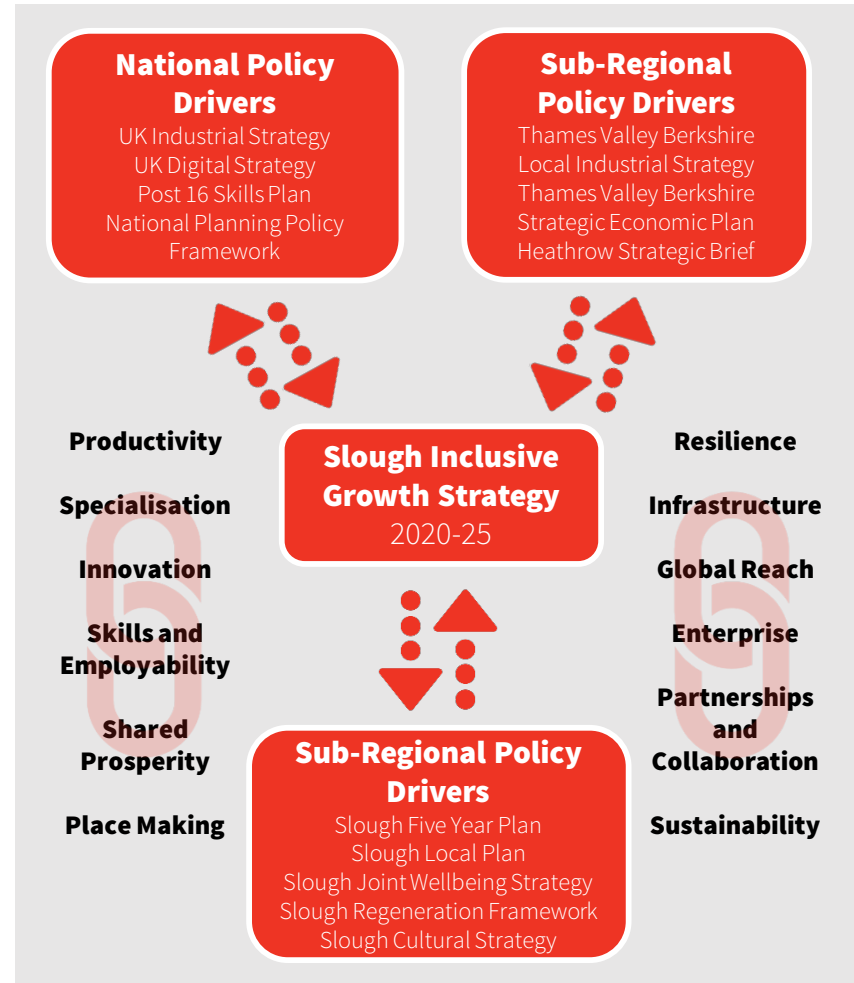 National Policy
Drivers
UK Industrial Strategy
UK Digital Strategy
Post 16 Skills Plan
National Planning Policy
Framework
Sub-Regional
Policy Drivers
Thames Valley Berkshire
Local Industrial Strategy
Thames Valley Berkshire
Strategic Economic Plan
Heathrow Strategic Brief
Productivity
Specialisation
Innovation
Skills and
Employability
Shared
Prosperity
Place Making
Slough Inclusive
Growth Strategy
2020-25
Resilience
Infrastructure
Global Reach
Enterprise
Partnerships
and
Collaboration
Sustainability
Sub-Regional Policy
Drivers
Slough Five Year Plan
Slough Local Plan
Slough Joint Wellbeing Strategy
Slough Regeneration Framework
Slough Cultural Strategy